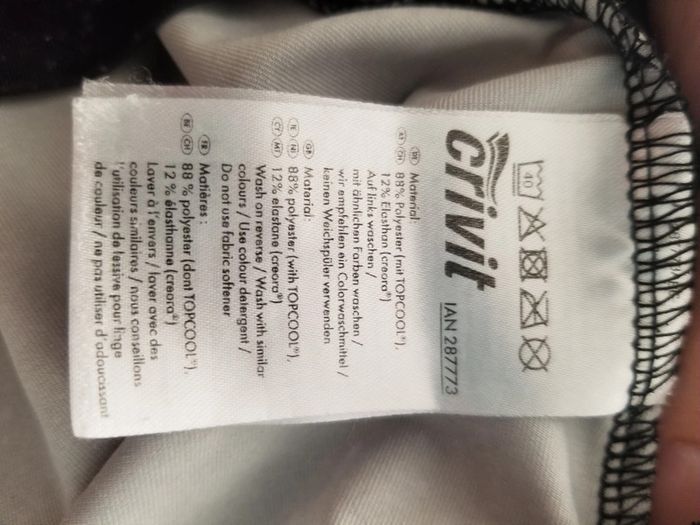 40
crivit
IAN 287773
DE Material:
AT CH 88% Polyester (mit TOPCOOL®),
12% Elasthan (creora®)
Auf links waschen /
mit ähnlichen Farben waschen /
wir empfehlen ein Colorwaschmittel /
keinen Weichspüler verwenden
GB Material:
IE NI 88% polyester (with TOPCOOL®),
CY MT 12% elastane (creora®)
Wash on reverse / Wash with similar
colours / Use colour detergent /
Do not use fabric softener
FR Matières :
BE CH 88 % polyester (dont TOPCOOL®),
12 % élasthanne (creora®)
Laver à l'envers / laver avec des
couleurs similaires / nous conseillons
l'utilisation de lessive pour linge
de couleur / ne pas utiliser d'adoucissant